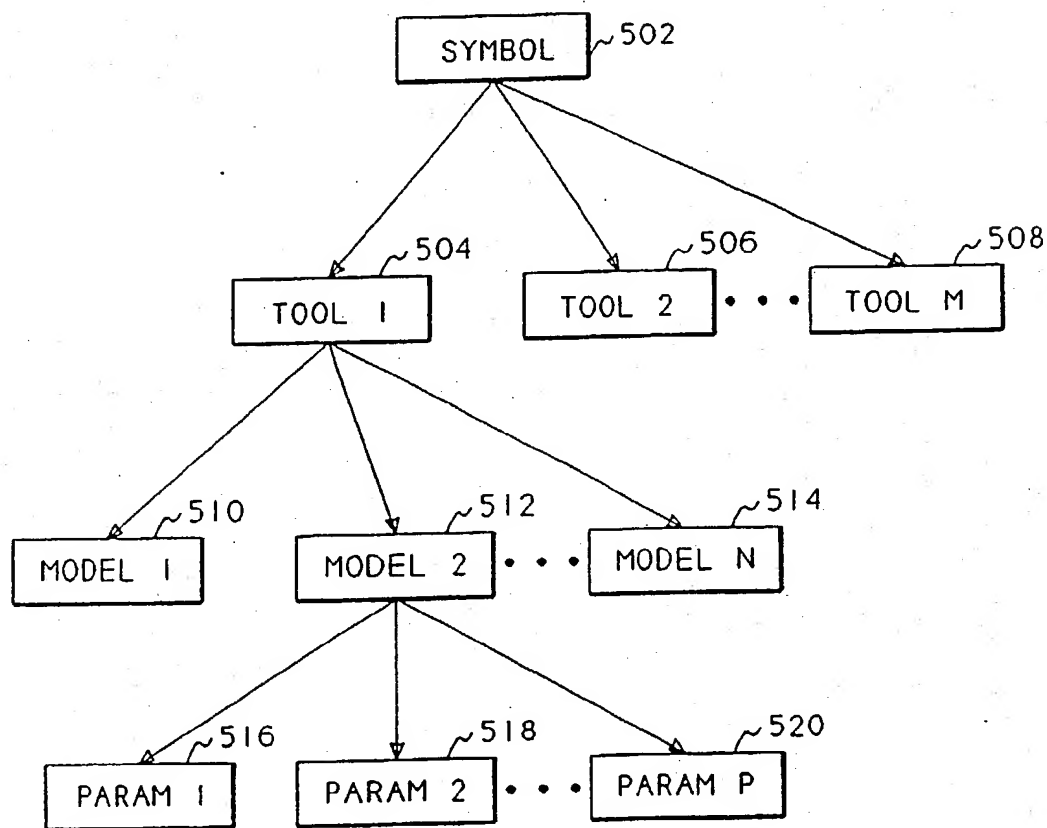 SYMBOL
502
504
506
508
TOOL 1
TOOL 2
TOOL M
510
512
514
MODEL 1
MODEL 2
MODEL N
516
518
520
PARAM 1
PARAM 2
PARAM P